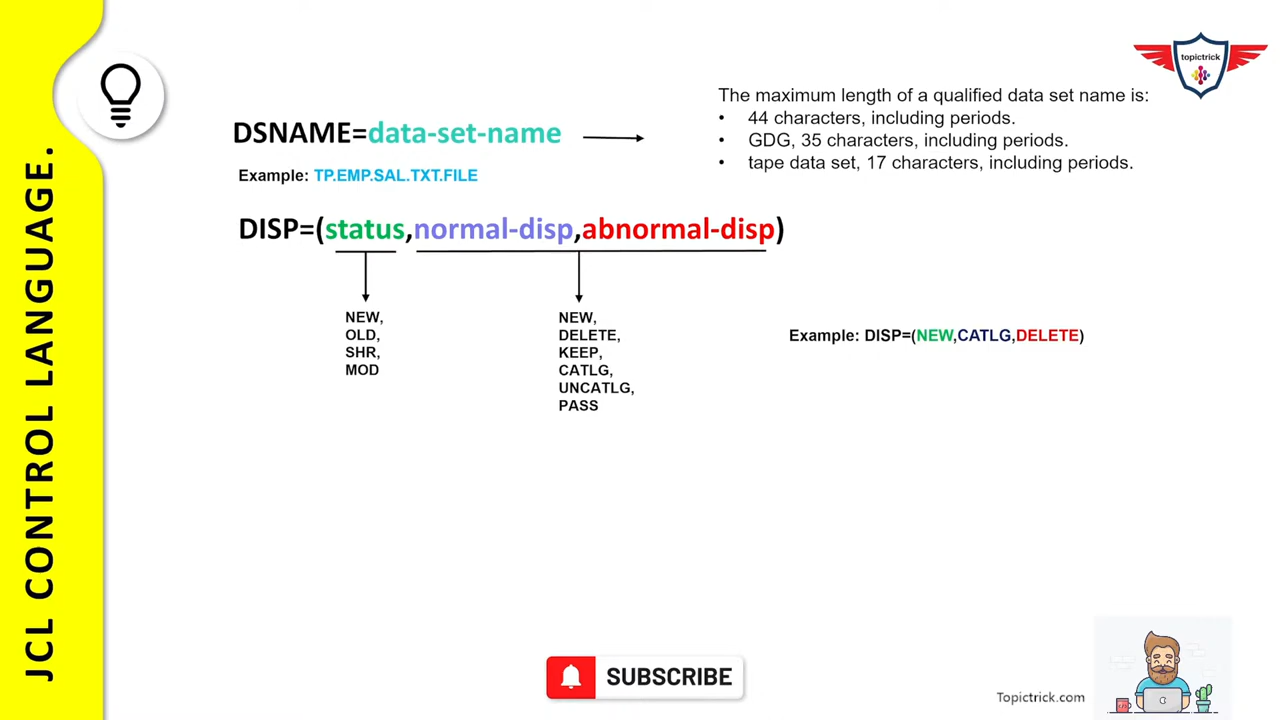 JCL CONTROL LANGUAGE.
topictrick
DSNAME=data-set-name
The maximum length of a qualified data set name is:
• 44 characters, including periods.
• GDG, 35 characters, including periods.
• tape data set, 17 characters, including periods.
Example: TP.EMP.SAL.TXT.FILE
DISP=(status,normal-disp,abnormal-disp)
NEW,
OLD,
SHR,
MOD
NEW,
DELETE,
KEEP,
CATLG,
UNCATLG,
PASS
Example: DISP=(NEW,CATLG,DELETE)
SUBSCRIBE
Topictrick.com